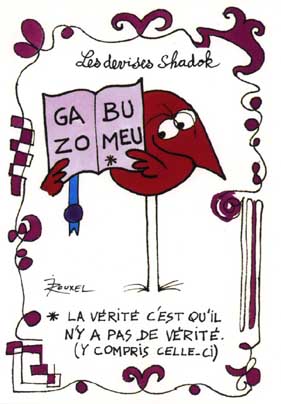 Les devises Shadok
GA BU
ZO MEU
*
J. ROUXEL
* LA VÉRITÉ C'EST QU'IL
N'Y A PAS DE VÉRITÉ.
(Y COMPRIS CELLE-CI)